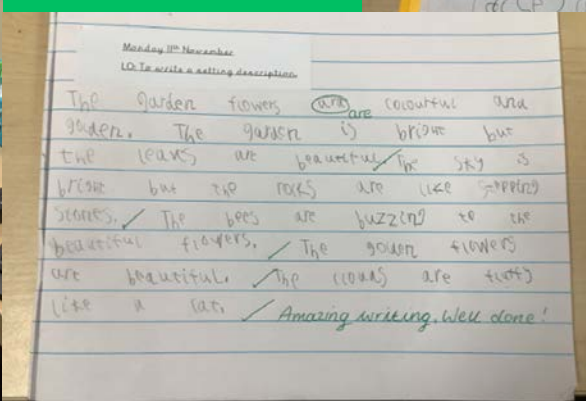 Monday 11th November
LO: To write a setting description.
The garden flowers are are colourful and
golden. The garden is bright but
the leaves are beautiful. The sky is
bright but the rocks are like stepping
stones. The bees are buzzing to the
beautiful flowers. The golden flowers
are beautiful. The clouds are fluffy
like a cat.
Amazing writing. Well done!